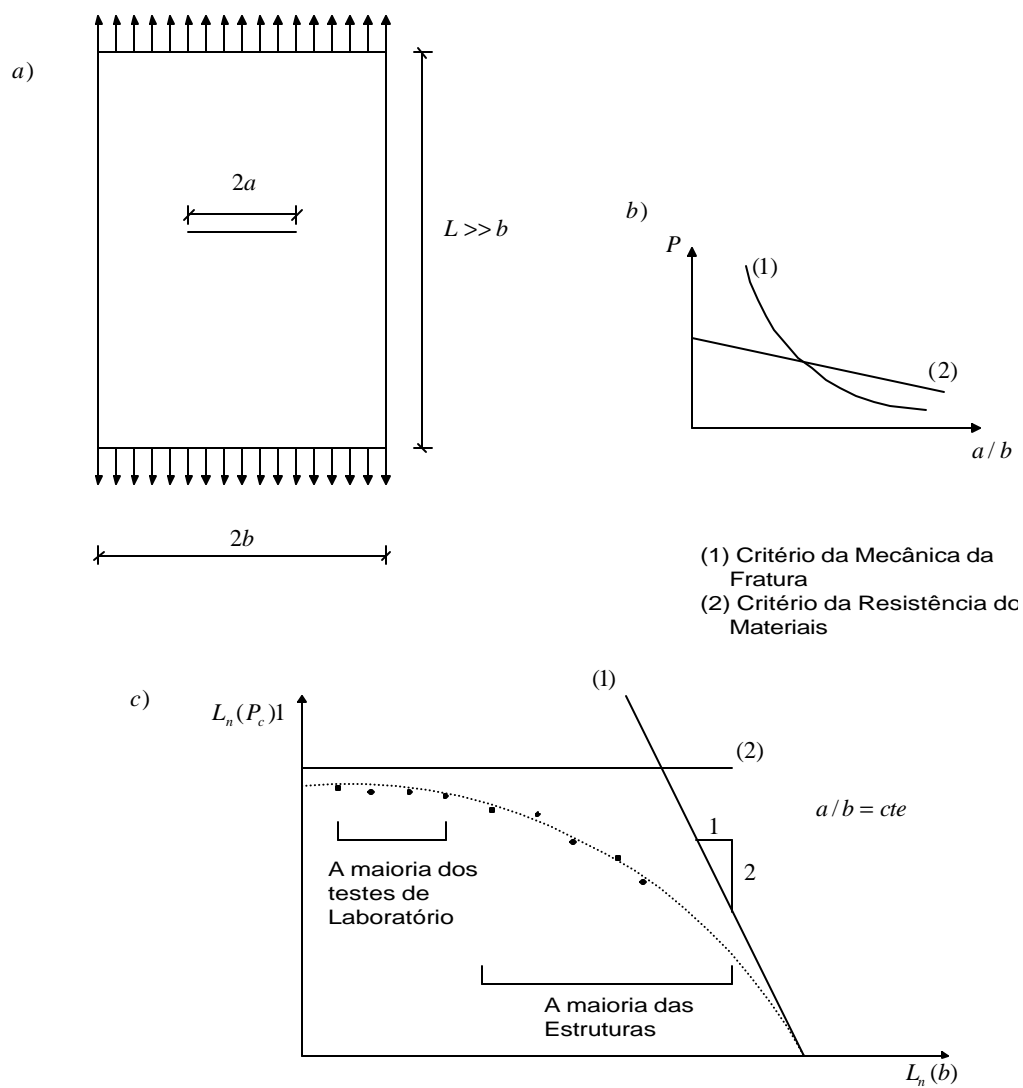 a)
2a
L >> b
2b
b)
P
(1)
(2)
a / b
(1) Critério da Mecânica da
Fratura
(2) Critério da Resistência do
Materiais
c)
L_n(P_c)1
(1)
(2)
a / b = cte
1
2
A maioria dos
testes de
Laboratório
A maioria das
Estruturas
L_n(b)